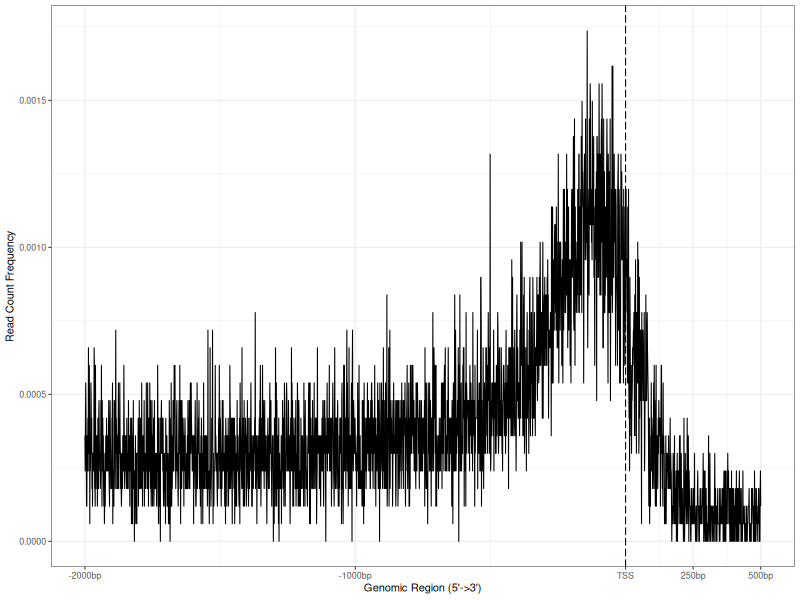 Read Count Frequency
0.0015
0.0010
0.0005
0.0000
-2000bp -1000bp TSS 250bp 500bp
Genomic Region (5'->3')